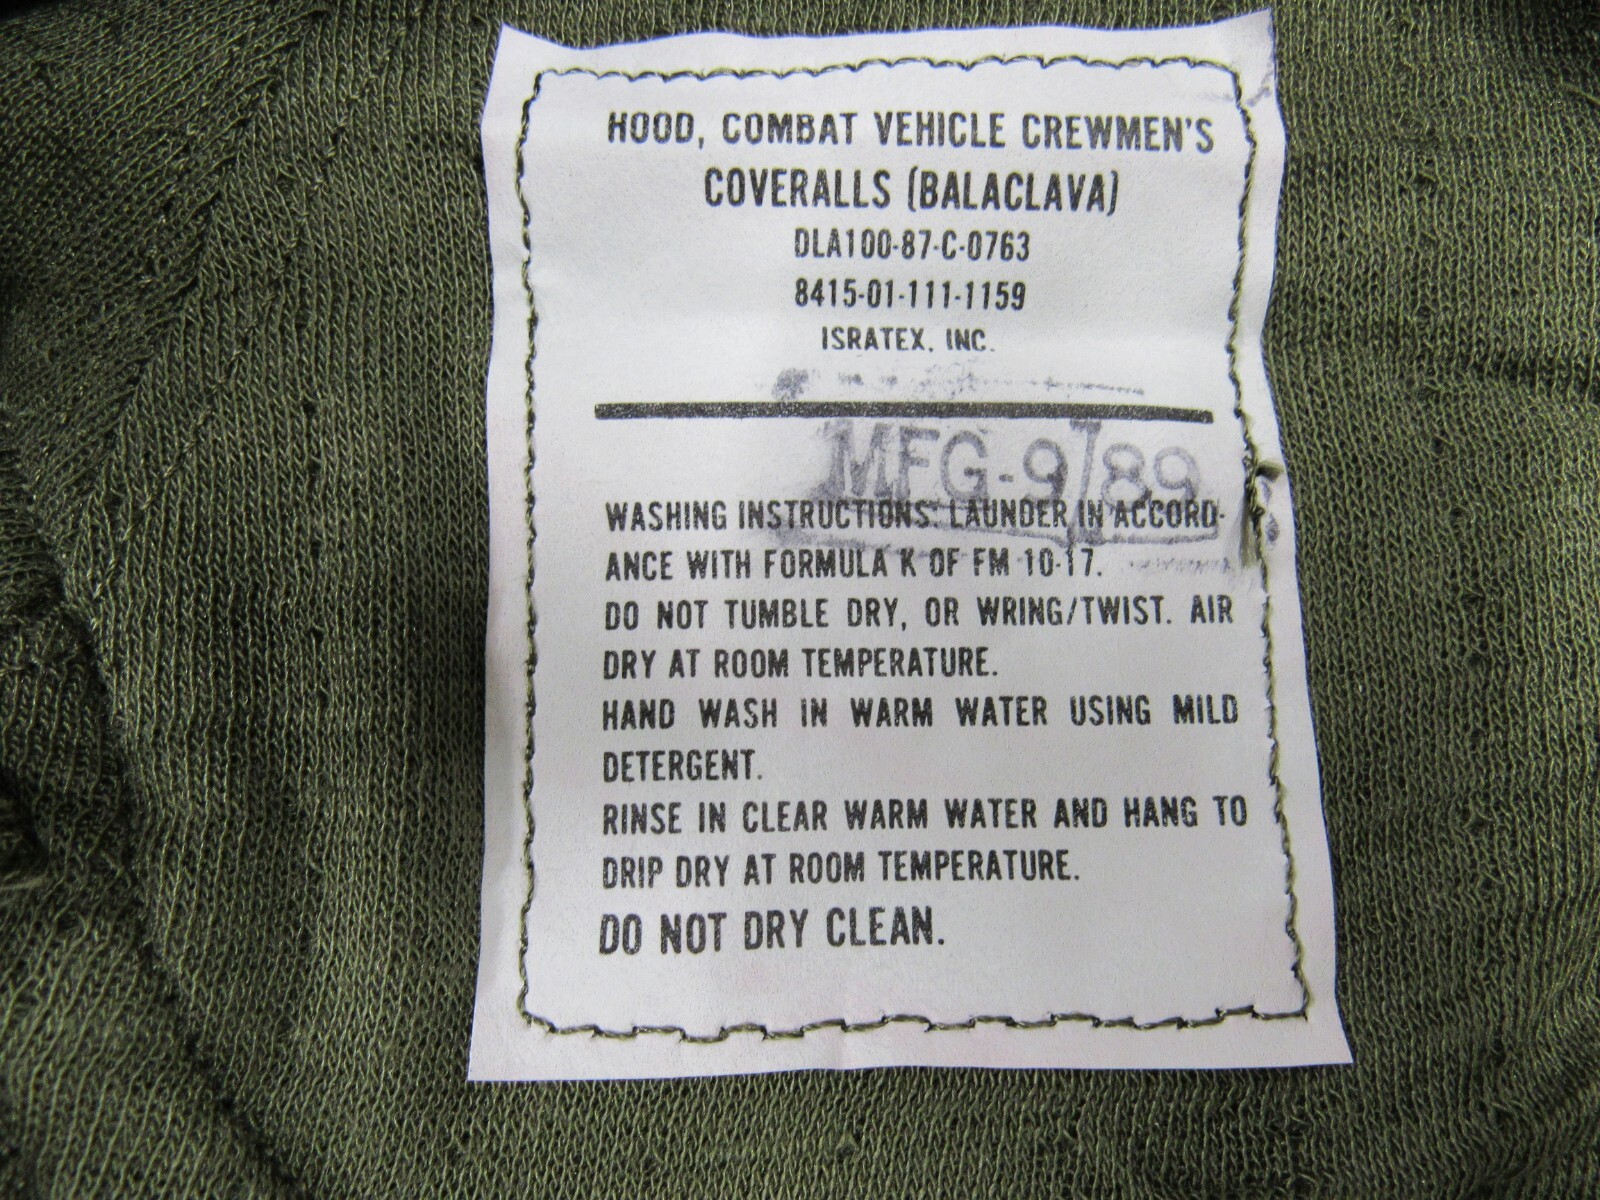 HOOD, COMBAT VEHICLE CREWMEN'S
COVERALLS (BALACLAVA)
DLA100-87-C-0763
8415-01-111-1159
ISRATEX, INC.
MFG-9/89
WASHING INSTRUCTIONS: LAUNDER IN ACCORD-
ANCE WITH FORMULA K OF FM 10-17.
DO NOT TUMBLE DRY, OR WRING/TWIST. AIR
DRY AT ROOM TEMPERATURE.
HAND WASH IN WARM WATER USING MILD
DETERGENT.
RINSE IN CLEAR WARM WATER AND HANG TO
DRIP DRY AT ROOM TEMPERATURE.
DO NOT DRY CLEAN.